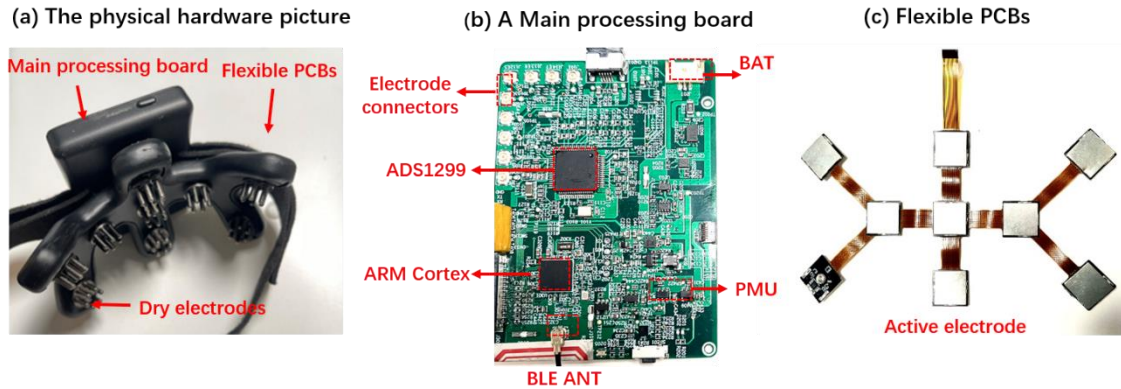 (a) The physical hardware picture
Main processing board
Flexible PCBs
Dry electrodes
(b) A Main processing board
Electrode
connectors
BAT
ADS1299
ARM Cortex
PMU
BLE ANT
(c) Flexible PCBs
Active electrode